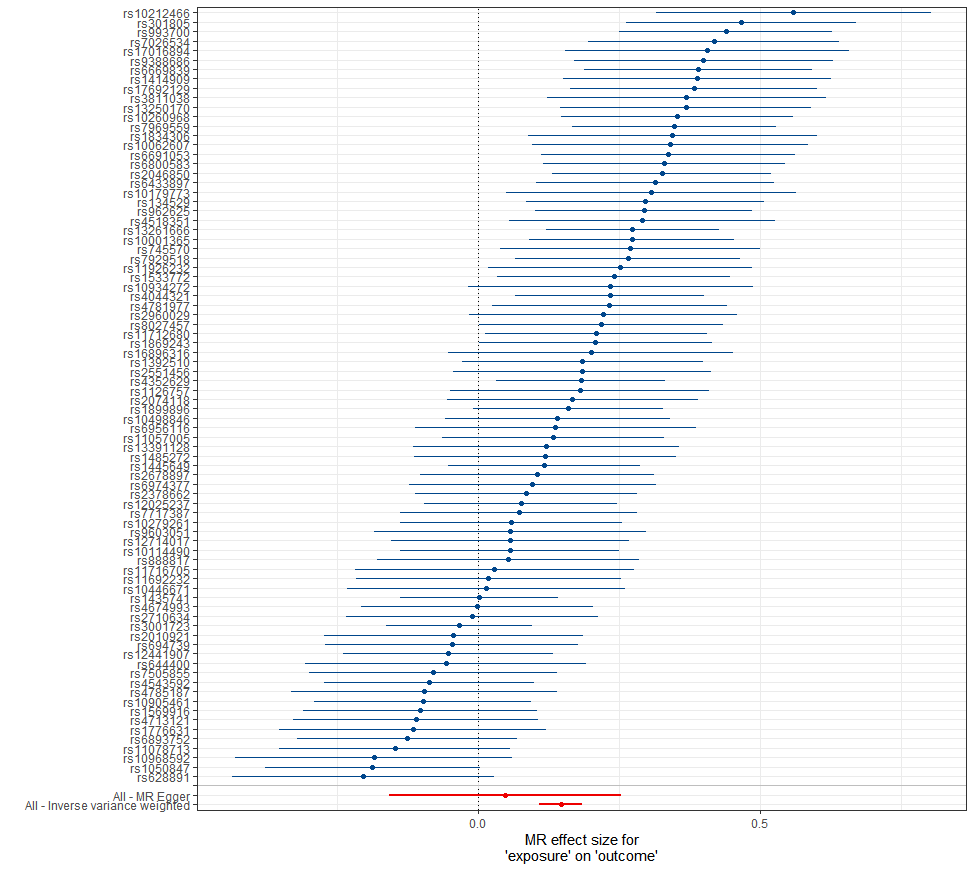 rs10212466
rs301805
rs993700
rs7026534
rs17016894
rs9388686
rs6669839
rs1414909
rs17692129
rs3811038
rs13250170
rs10260968
rs7969559
rs1834306
rs10062607
rs6691053
rs6800583
rs2046850
rs6433897
rs10179773
rs134529
rs962625
rs4518351
rs13261666
rs10001365
rs745570
rs7929518
rs11926232
rs1533772
rs10934272
rs4044321
rs4781977
rs2960029
rs8027457
rs11712680
rs1869243
rs16896316
rs1392510
rs2551456
rs4352629
rs1126757
rs2074118
rs1899896
rs10498846
rs6956116
rs11057005
rs13391128
rs1485272
rs1445649
rs2678897
rs6974377
rs2378662
rs12025237
rs7717387
rs10279261
rs9603051
rs12714017
rs10114490
rs888817
rs11716705
rs11692232
rs10446671
rs1435741
rs4674993
rs2710634
rs3001723
rs2010921
rs694739
rs12441907
rs644400
rs7505855
rs4543592
rs4785187
rs10905461
rs1569916
rs4713121
rs1776631
rs6893752
rs11078713
rs10968592
rs1050847
rs628891
All - MR Egger
All - Inverse variance weighted
0.0 0.5
MR effect size for
'exposure' on 'outcome'